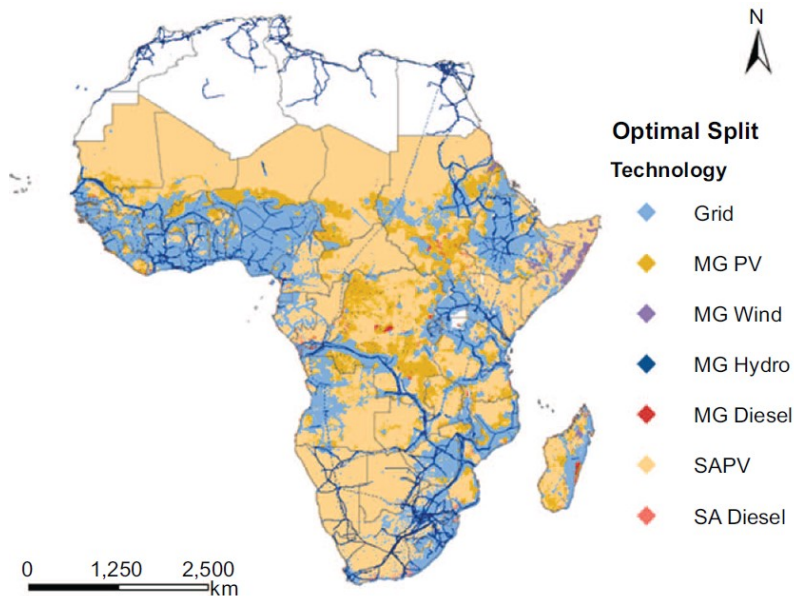 N
Optimal Split
Technology
Grid
MG PV
MG Wind
MG Hydro
MG Diesel
SAPV
SA Diesel
0 1,250 2,500
km